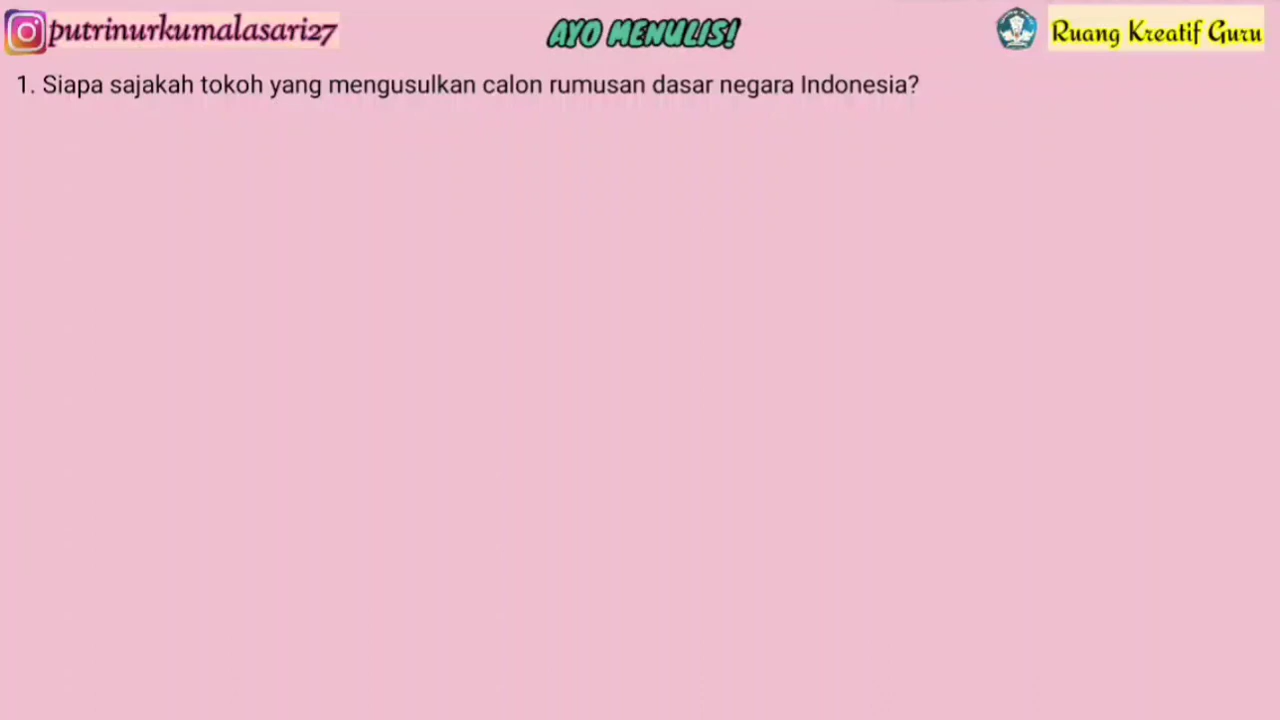 putrinurkumalasari27
AYO MENULIS!
Ruang Kreatif Guru
1. Siapa sajakah tokoh yang mengusulkan calon rumusan dasar negara Indonesia?